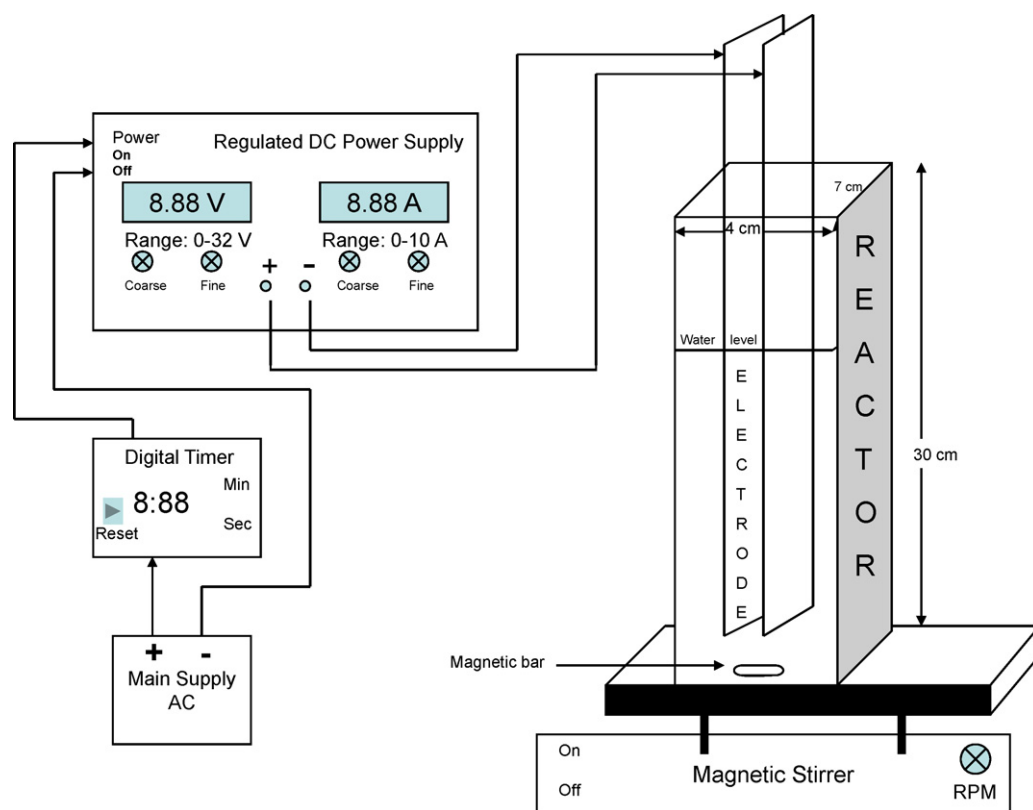 Power
On
Off
Regulated DC Power Supply
8.88 V
8.88 A
Range: 0-32 V
Range: 0-10 A
Coarse
Fine
+
-
Coarse
Fine
Digital Timer
8:88
Min
Sec
Reset
+
-
Main Supply
AC
7 cm
4 cm
Water level
ELECTRODE
REACTOR
30 cm
Magnetic bar
On
Off
Magnetic Stirrer
RPM